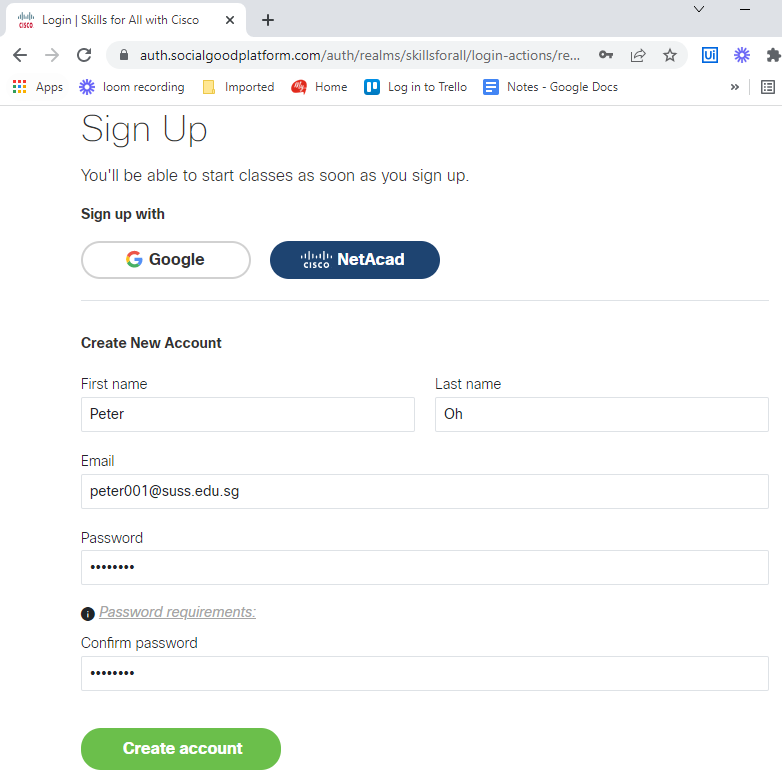 CISCO Login | Skills for All with Cisco
auth.socialgoodplatform.com/auth/realms/skillsforall/login-actions/re...
Ui
Apps loom recording Imported My Home Log in to Trello Notes - Google Docs »
Sign Up
You'll be able to start classes as soon as you sign up.
Sign up with
Google CISCO NetAcad
Create New Account
First name Last name
Peter Oh
Email
peter001@suss.edu.sg
Password
••••••••
Password requirements:
Confirm password
••••••••
Create account